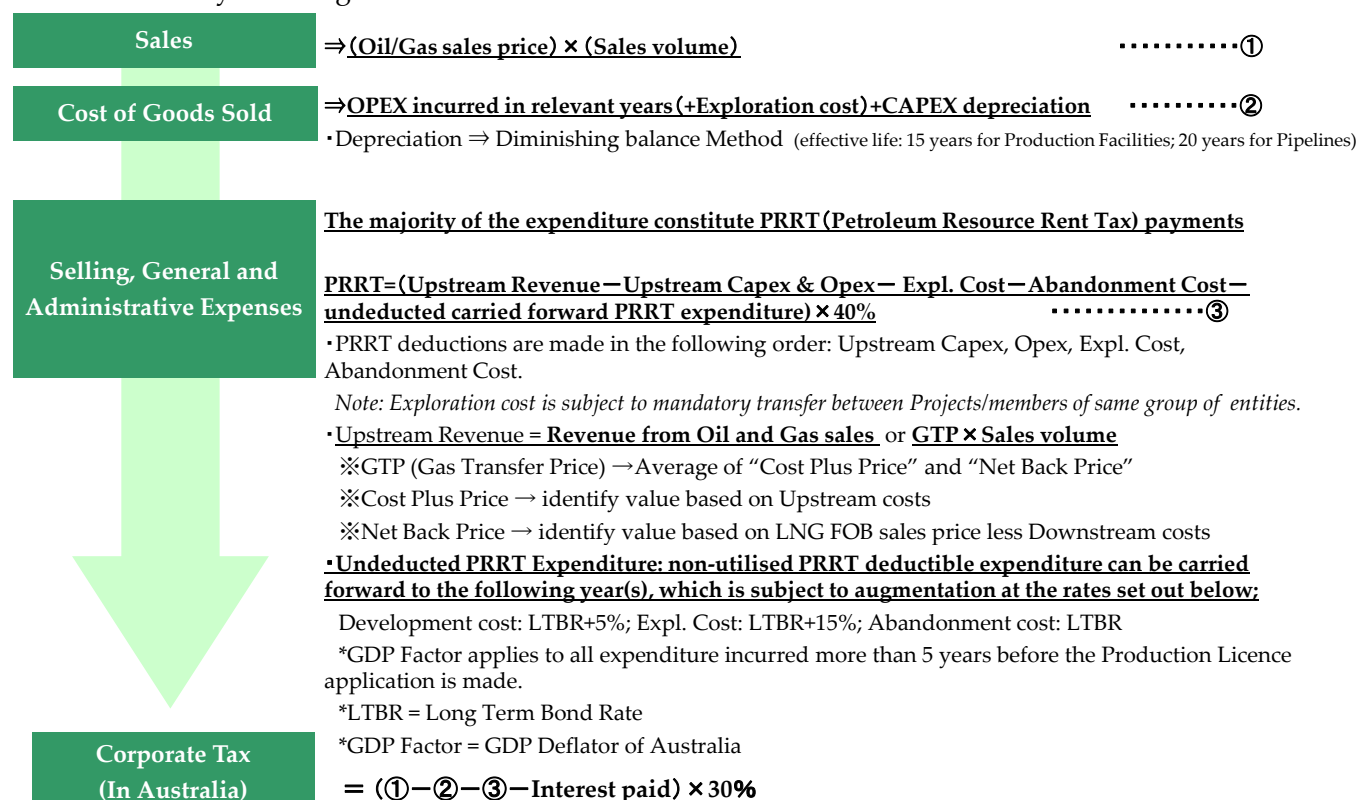 Sales
⇒(Oil/Gas sales price) × (Sales volume) ・・・・・・・・・・・①
Cost of Goods Sold
⇒OPEX incurred in relevant years(+Exploration cost)+CAPEX depreciation ・・・・・・・・・・②
・Depreciation ⇒ Diminishing balance Method (effective life: 15 years for Production Facilities; 20 years for Pipelines)
Selling, General and
Administrative Expenses
The majority of the expenditure constitute PRRT(Petroleum Resource Rent Tax) payments
PRRT=(Upstream Revenue－Upstream Capex & Opex－ Expl. Cost－Abandonment Cost－
undeducted carried forward PRRT expenditure) × 40% ・・・・・・・・・・・・・・③
・PRRT deductions are made in the following order: Upstream Capex, Opex, Expl. Cost,
Abandonment Cost.
Note: Exploration cost is subject to mandatory transfer between Projects/members of same group of entities.
・Upstream Revenue = Revenue from Oil and Gas sales or GTP × Sales volume
※GTP (Gas Transfer Price) →Average of “Cost Plus Price” and “Net Back Price”
※Cost Plus Price → identify value based on Upstream costs
※Net Back Price → identify value based on LNG FOB sales price less Downstream costs
・Undeducted PRRT Expenditure: non-utilised PRRT deductible expenditure can be carried
forward to the following year(s), which is subject to augmentation at the rates set out below;
Development cost: LTBR+5%; Expl. Cost: LTBR+15%; Abandonment cost: LTBR
*GDP Factor applies to all expenditure incurred more than 5 years before the Production Licence
application is made.
*LTBR = Long Term Bond Rate
*GDP Factor = GDP Deflator of Australia
Corporate Tax
(In Australia)
＝ (①－②－③－Interest paid) × 30%